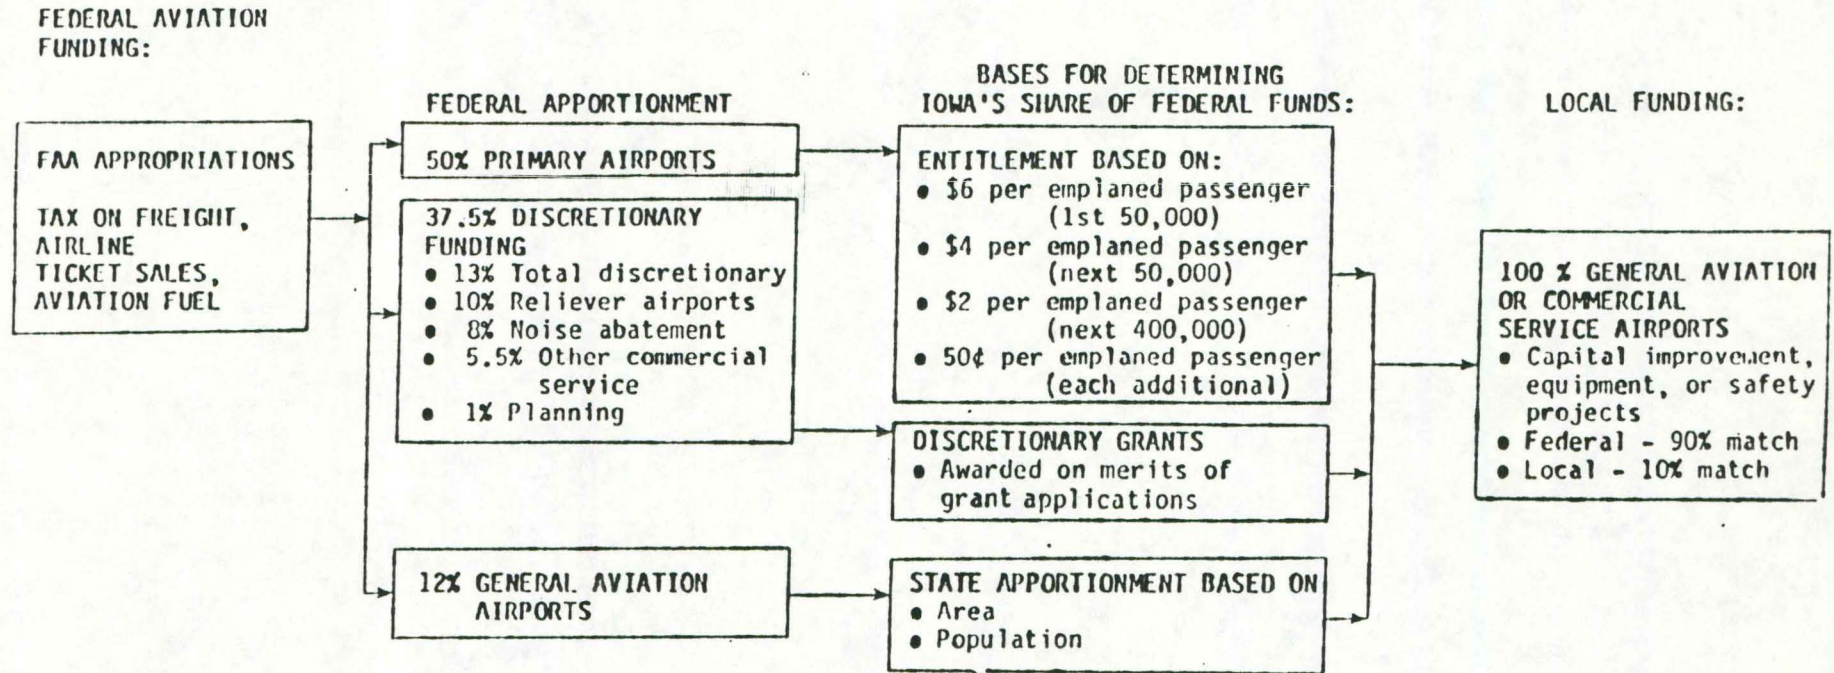 FEDERAL AVIATION
FUNDING:
FAA APPROPRIATIONS
TAX ON FREIGHT,
AIRLINE
TICKET SALES,
AVIATION FUEL
FEDERAL APPORTIONMENT
50% PRIMARY AIRPORTS
37.5% DISCRETIONARY
FUNDING
• 13% Total discretionary
• 10% Reliever airports
• 8% Noise abatement
• 5.5% Other commercial
service
• 1% Planning
12% GENERAL AVIATION
AIRPORTS
BASES FOR DETERMINING
IOWA'S SHARE OF FEDERAL FUNDS:
ENTITLEMENT BASED ON:
• $6 per emplaned passenger
(1st 50,000)
• $4 per emplaned passenger
(next 50,000)
• $2 per emplaned passenger
(next 400,000)
• 50¢ per emplaned passenger
(each additional)
DISCRETIONARY GRANTS
• Awarded on merits of
grant applications
STATE APPORTIONMENT BASED ON
• Area
• Population
LOCAL FUNDING:
100 % GENERAL AVIATION
OR COMMERCIAL
SERVICE AIRPORTS
• Capital improvement,
equipment, or safety
projects
• Federal - 90% match
• Local - 10% match